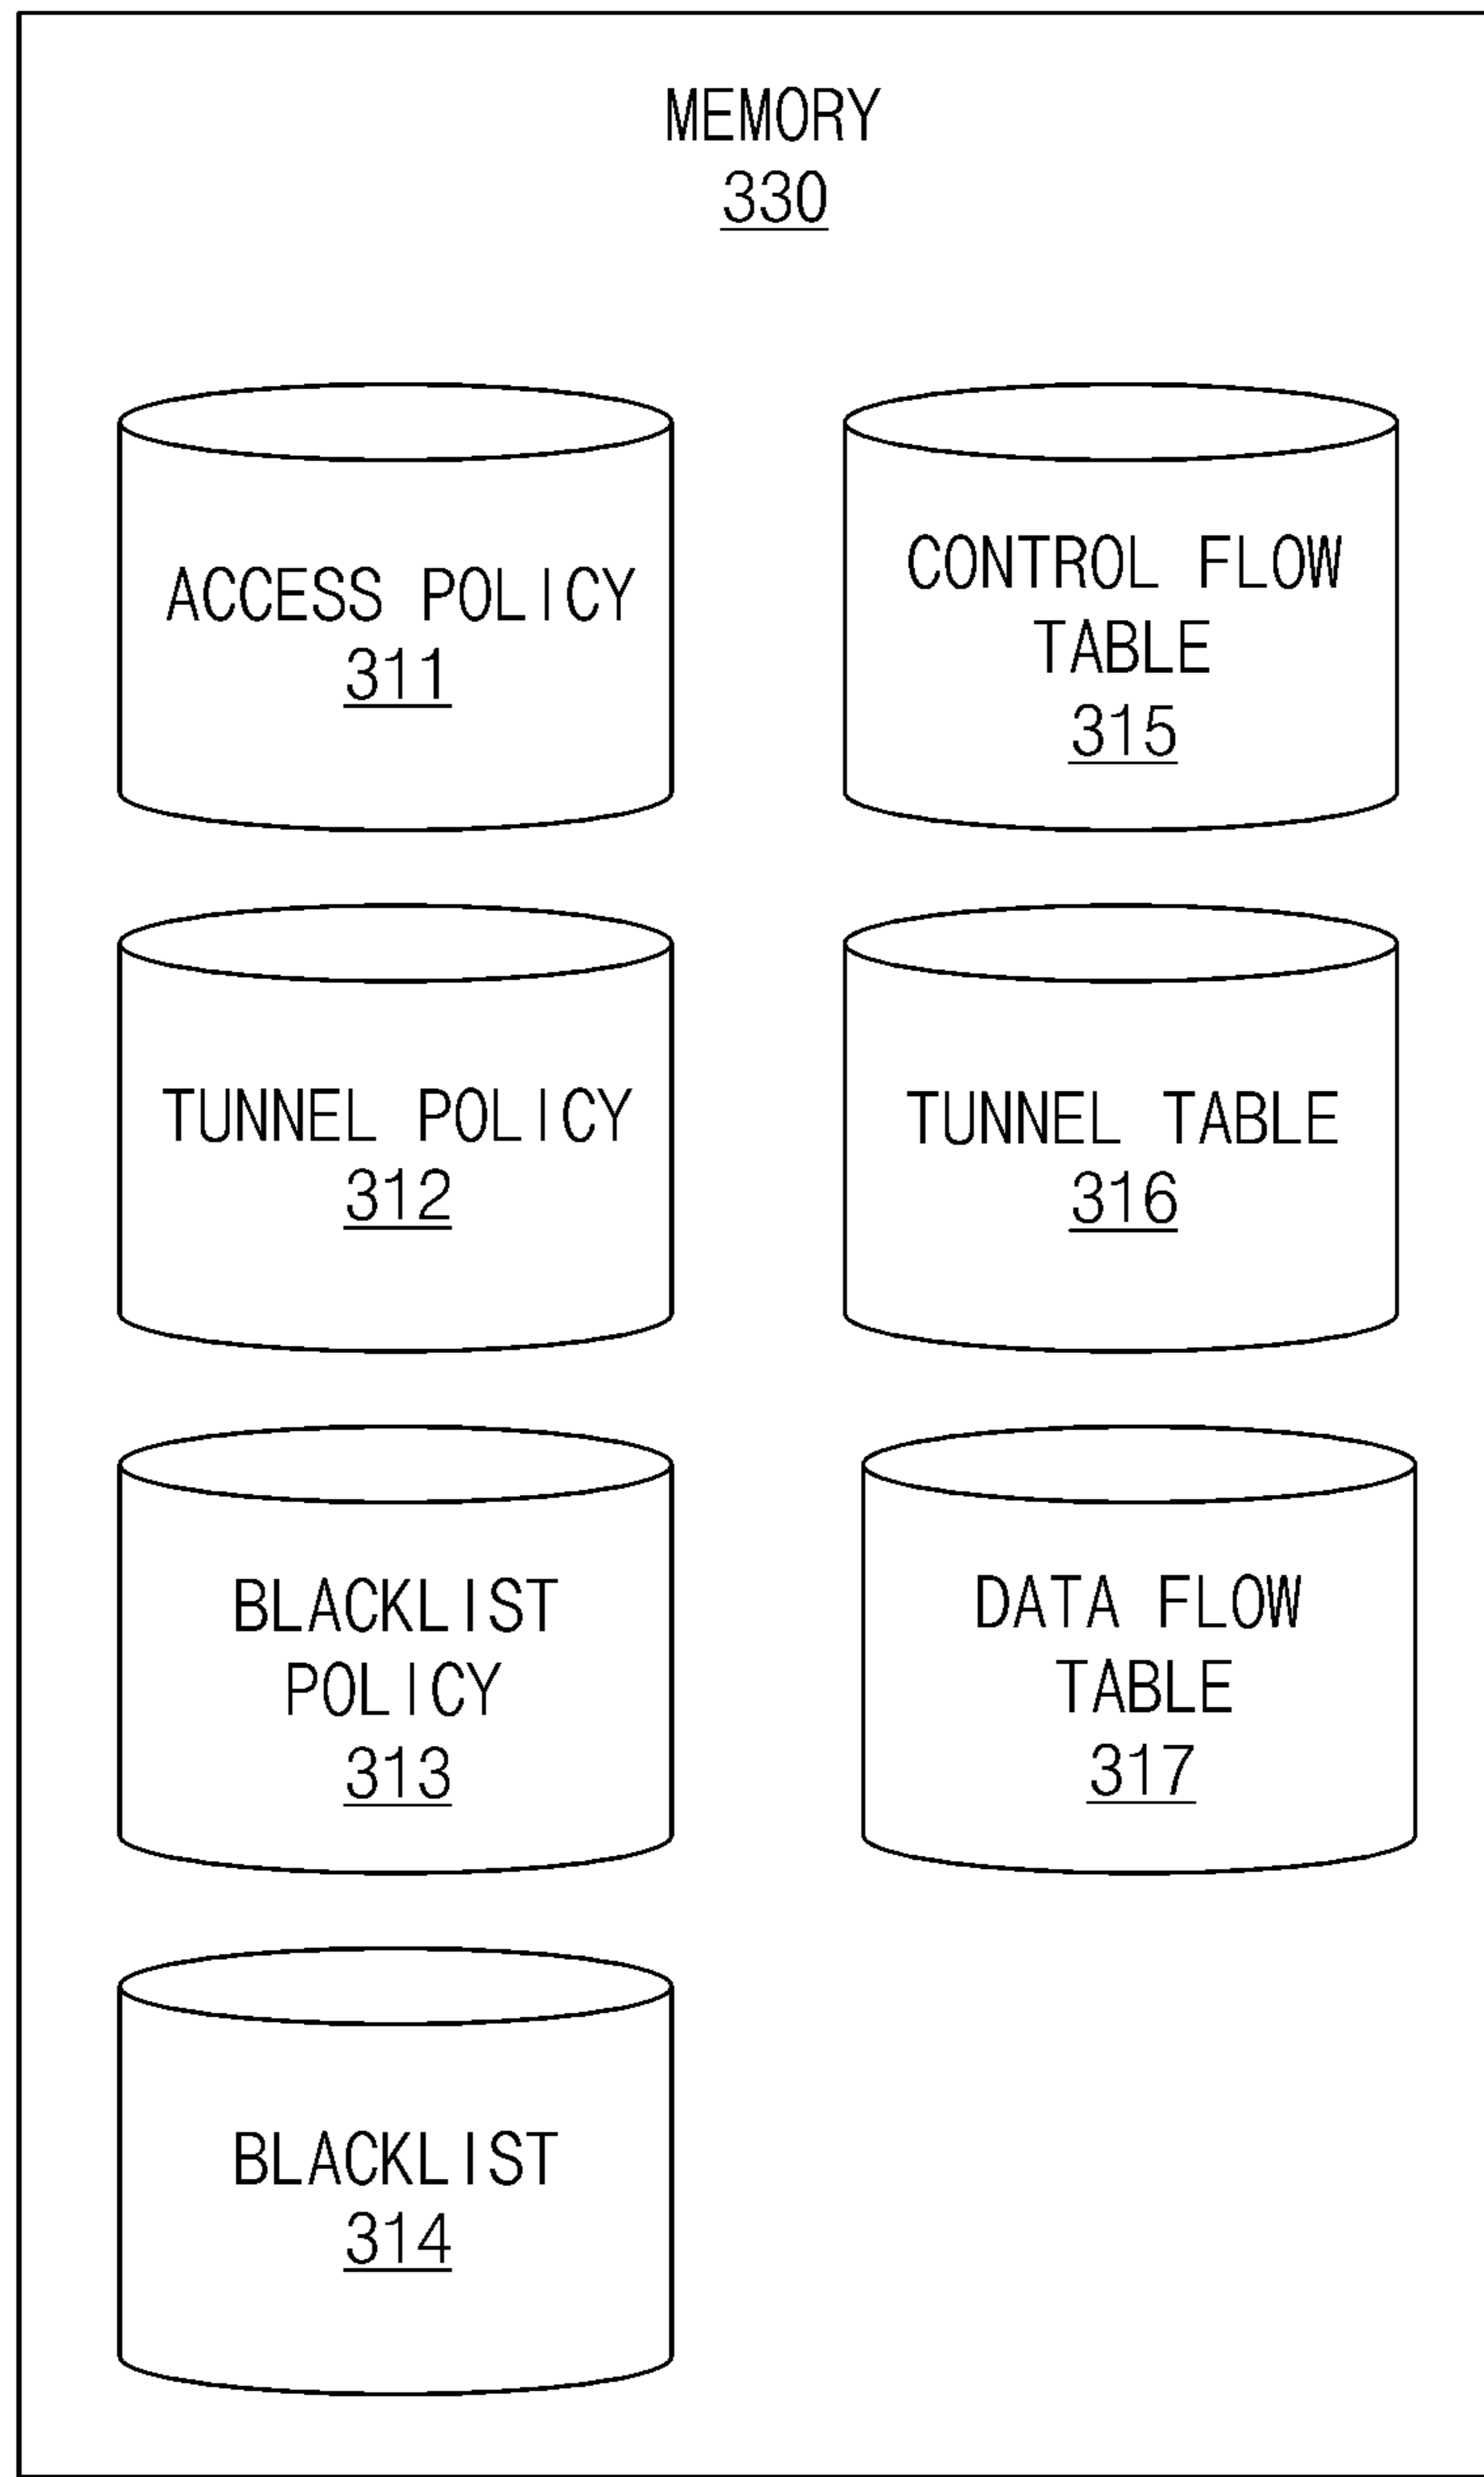 MEMORY
330
ACCESS POLICY
311
CONTROL FLOW
TABLE
315
TUNNEL POLICY
312
TUNNEL TABLE
316
BLACKLIST
POLICY
313
DATA FLOW
TABLE
317
BLACKLIST
314